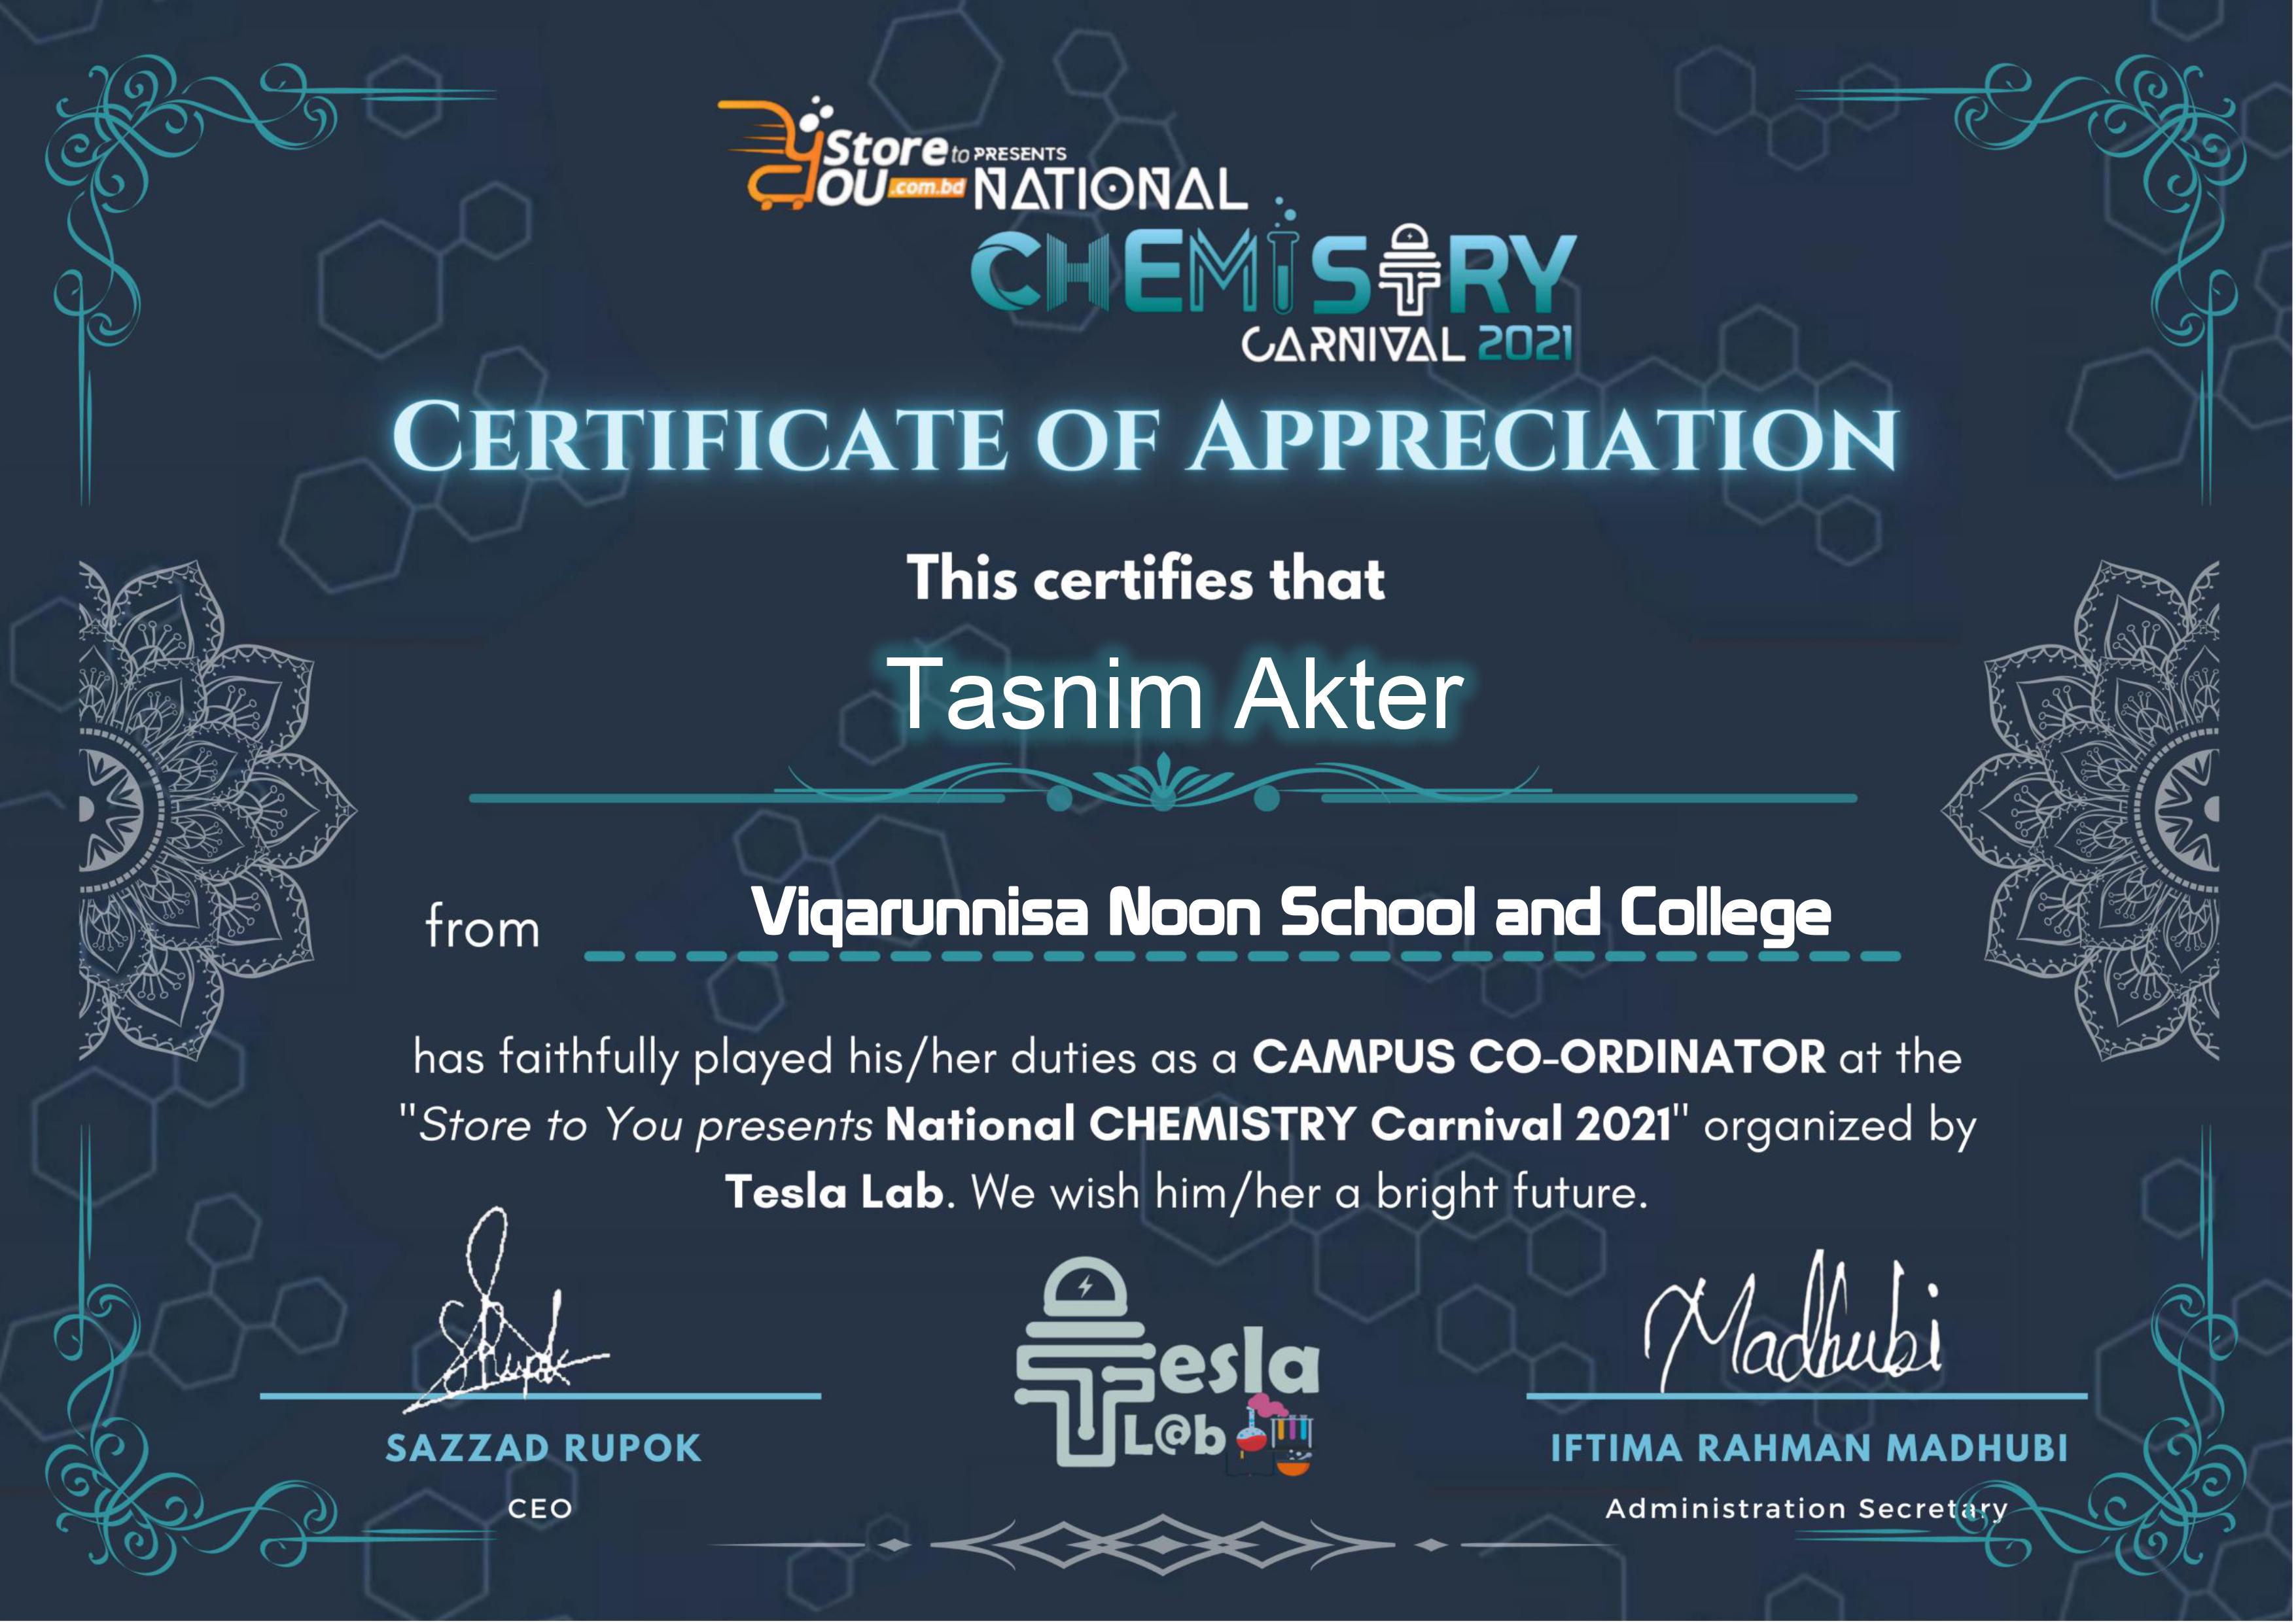 Store to PRESENTS
YOU .com.bd NATIONAL
CHEMISTRY
CARNIVAL 2021
CERTIFICATE OF APPRECIATION
This certifies that
Tasnim Akter
from Viqarunnisa Noon School and College
has faithfully played his/her duties as a CAMPUS CO-ORDINATOR at the
"Store to You presents National CHEMISTRY Carnival 2021" organized by
Tesla Lab. We wish him/her a bright future.
SRupok
Madhubi
Tesla
L@b
SAZZAD RUPOK
CEO
IFTIMA RAHMAN MADHUBI
Administration Secretary